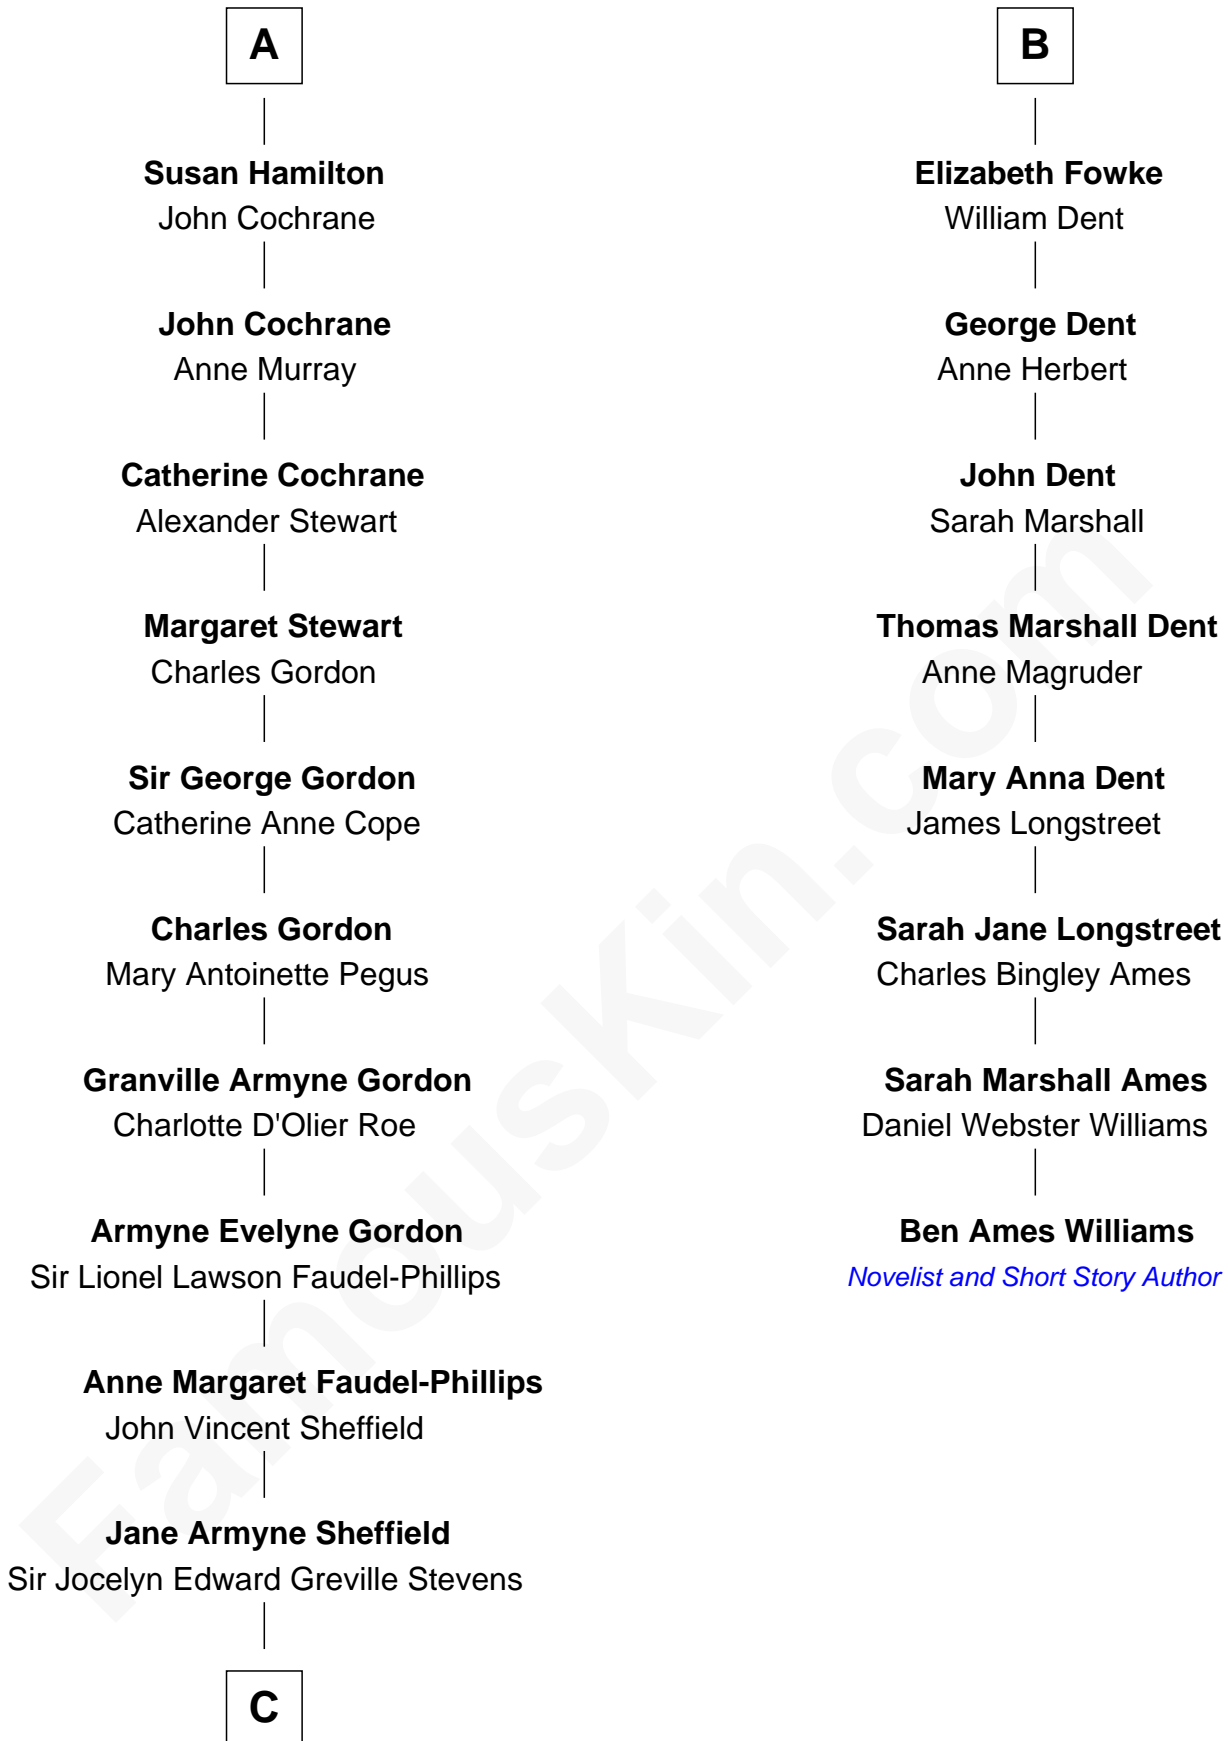 A
Susan Hamilton
John Cochrane
John Cochrane
Anne Murray
Catherine Cochrane
Alexander Stewart
Margaret Stewart
Charles Gordon
Sir George Gordon
Catherine Anne Cope
Charles Gordon
Mary Antoinette Pegus
Granville Armyne Gordon
Charlotte D'Olier Roe
Armyne Evelyne Gordon
Sir Lionel Lawson Faudel-Phillips
Anne Margaret Faudel-Phillips
John Vincent Sheffield
Jane Armyne Sheffield
Sir Jocelyn Edward Greville Stevens
C
B
Elizabeth Fowke
William Dent
George Dent
Anne Herbert
John Dent
Sarah Marshall
Thomas Marshall Dent
Anne Magruder
Mary Anna Dent
James Longstreet
Sarah Jane Longstreet
Charles Bingley Ames
Sarah Marshall Ames
Daniel Webster Williams
Ben Ames Williams
Novelist and Short Story Author
FamousKin.com